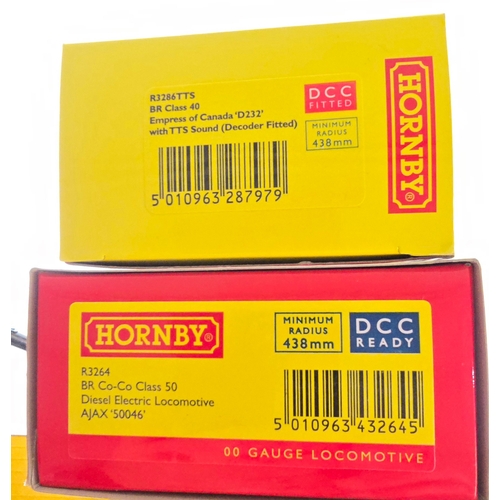 R3286TTS
BR Class 40
Empress of Canada 'D232'
with TTS Sound (Decoder Fitted)
DCC
FITTED
MINIMUM
RADIUS
438mm
HORNBY®
5 010963 287979
HORNBY®
MINIMUM
RADIUS
438mm
DCC
READY
R3264
BR Co-Co Class 50
Diesel Electric Locomotive
AJAX '50046'
5 010963 432645
00 GAUGE LOCOMOTIVE